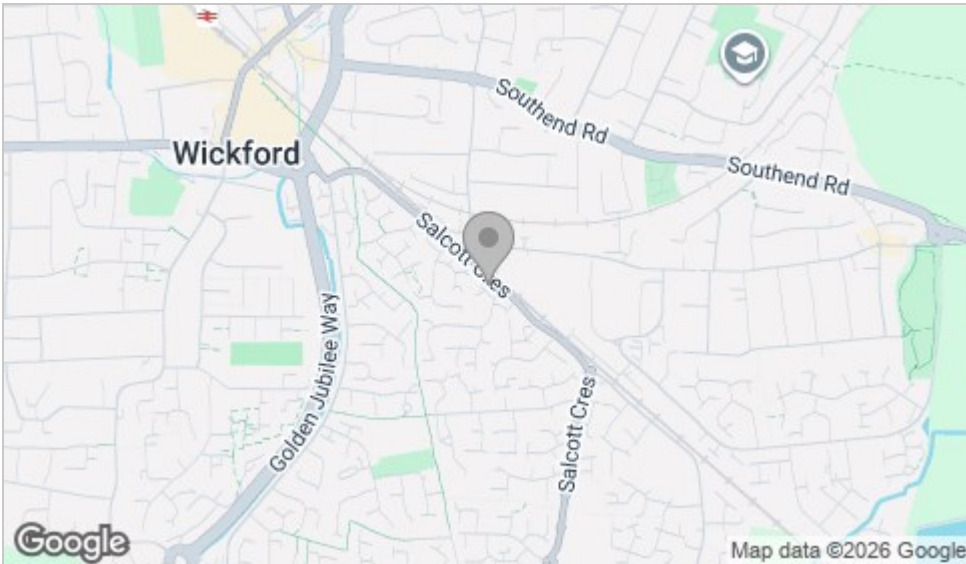 Wickford
Southend Rd
Southend Rd
Salcott Cres
Golden Jubilee Way
Salcott Cres
Google
Map data ©2026 Google